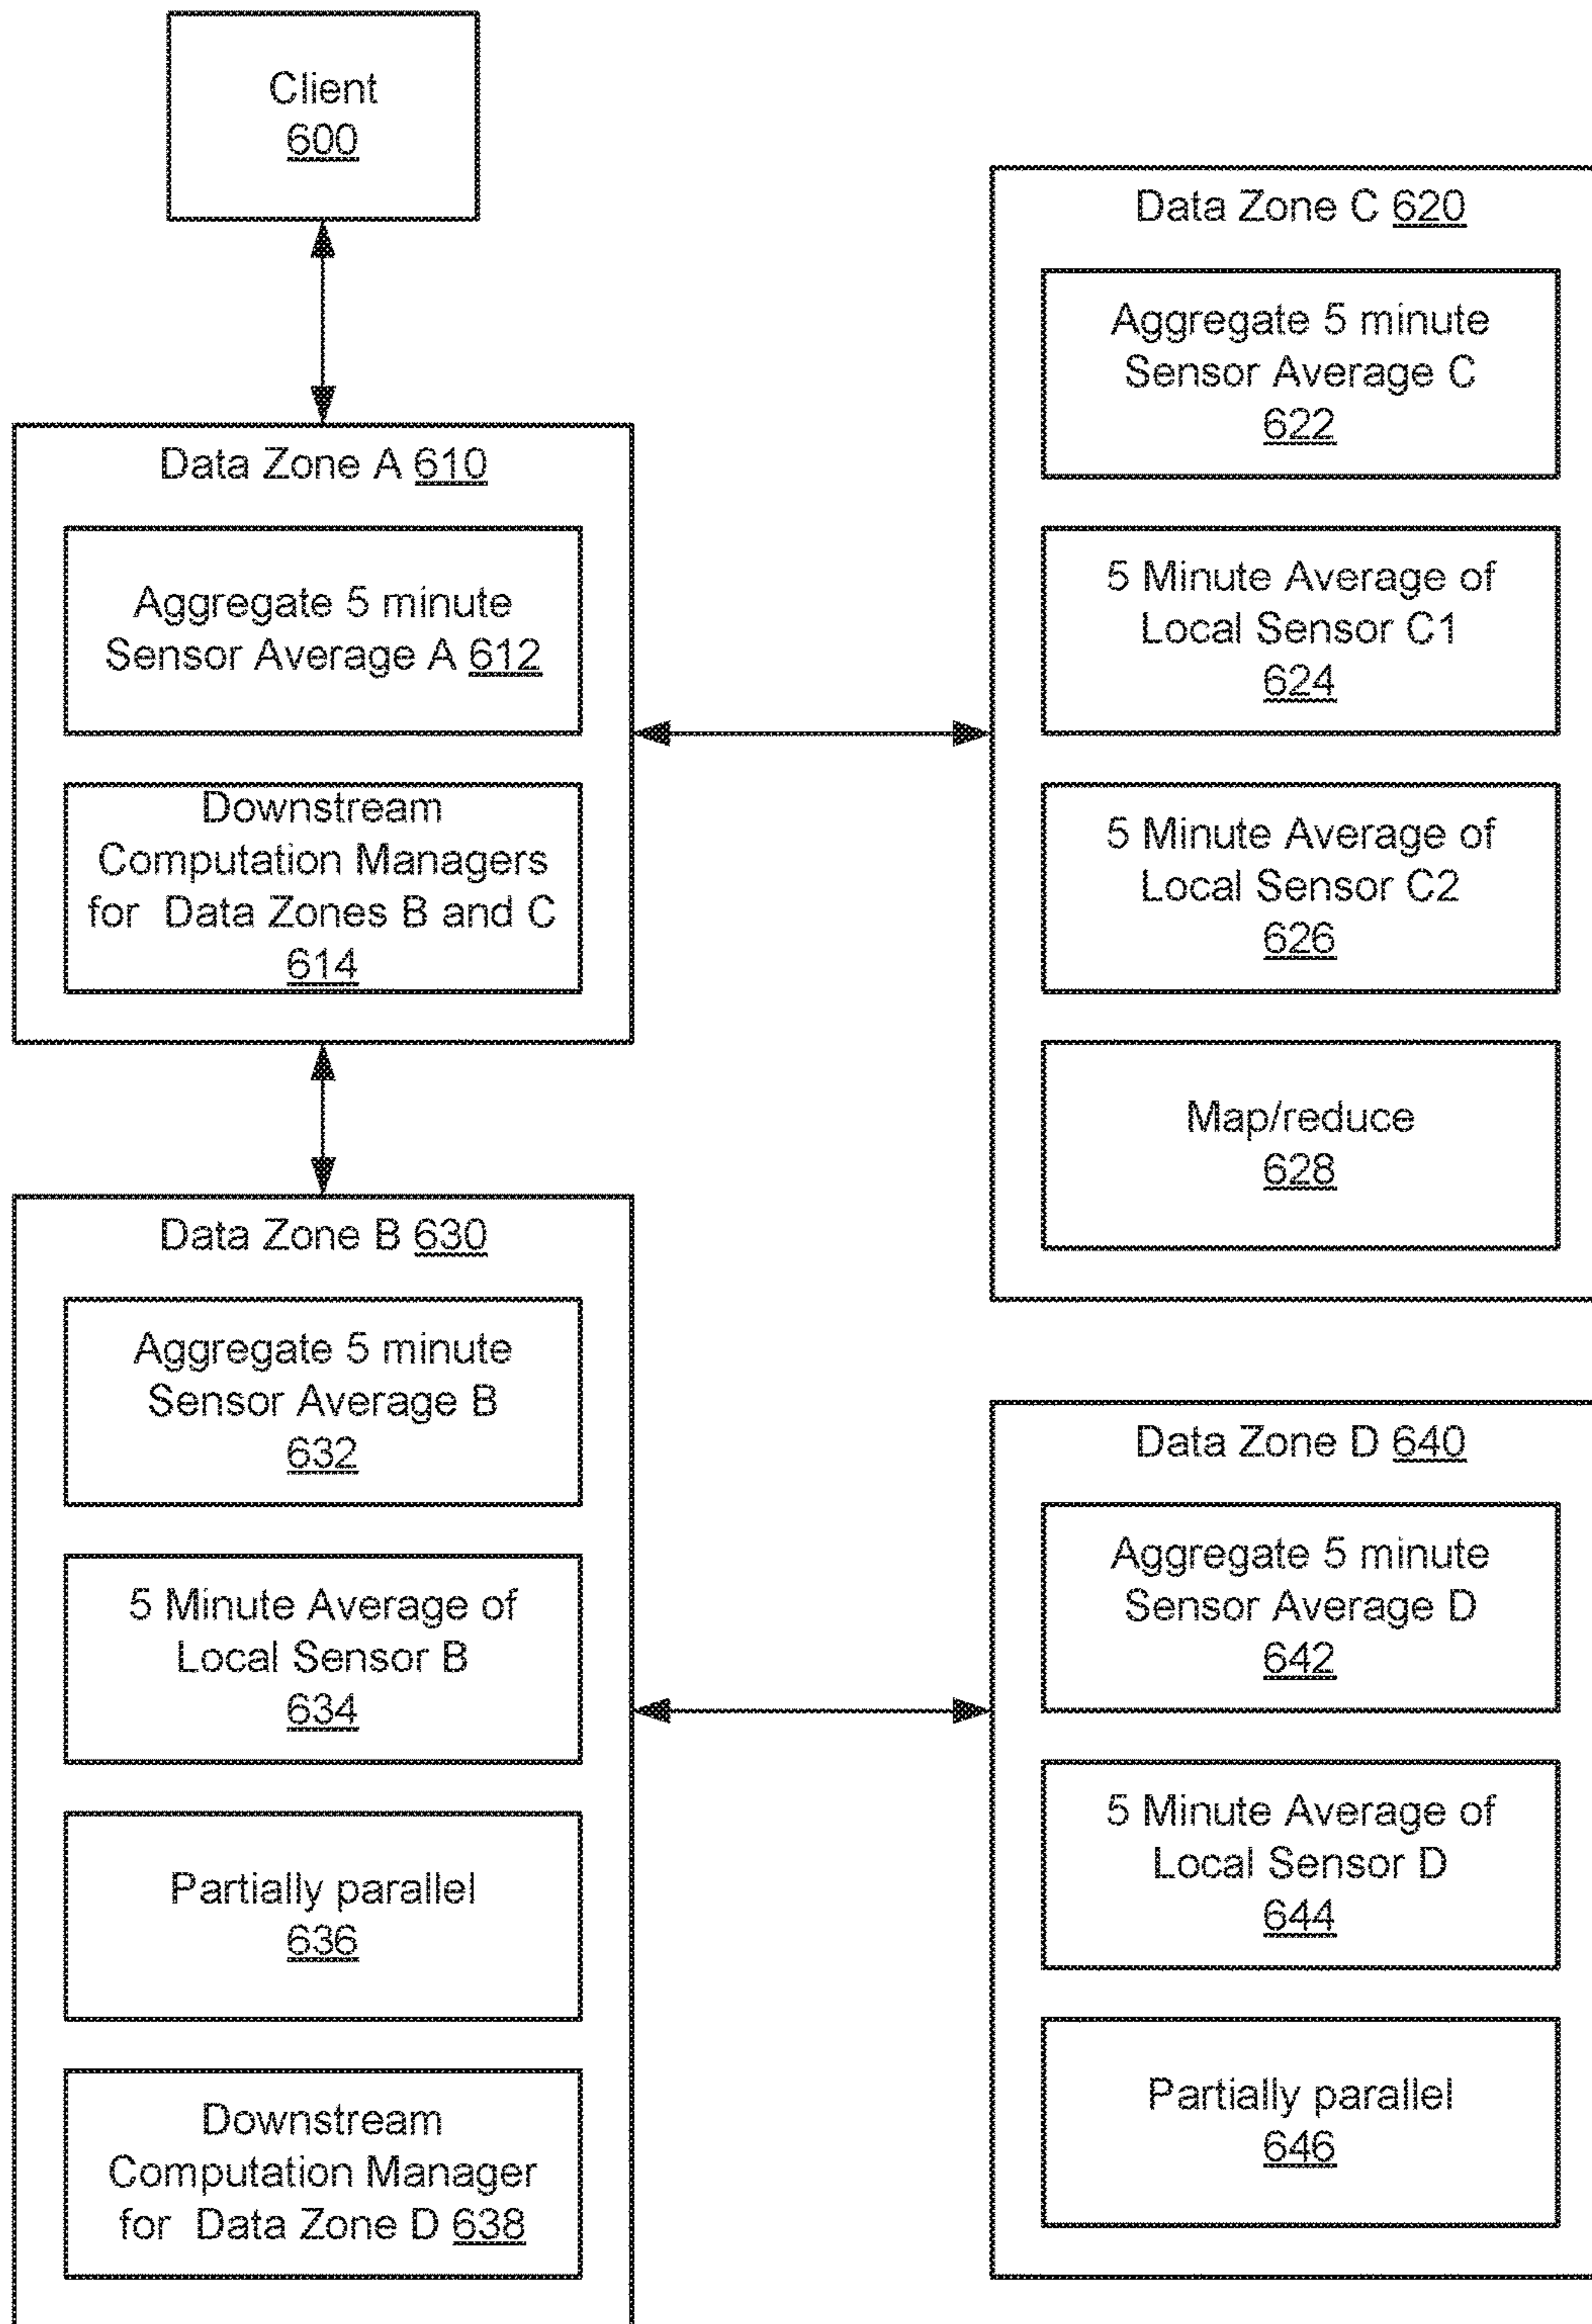 Client
600
Data Zone A 610
Aggregate 5 minute
Sensor Average A 612
Downstream
Computation Managers
for Data Zones B and C
614
Data Zone B 630
Aggregate 5 minute
Sensor Average B
632
5 Minute Average of
Local Sensor B
634
Partially parallel
636
Downstream
Computation Manager
for Data Zone D 638
Data Zone C 620
Aggregate 5 minute
Sensor Average C
622
5 Minute Average of
Local Sensor C1
624
5 Minute Average of
Local Sensor C2
626
Map/reduce
628
Data Zone D 640
Aggregate 5 minute
Sensor Average D
642
5 Minute Average of
Local Sensor D
644
Partially parallel
646